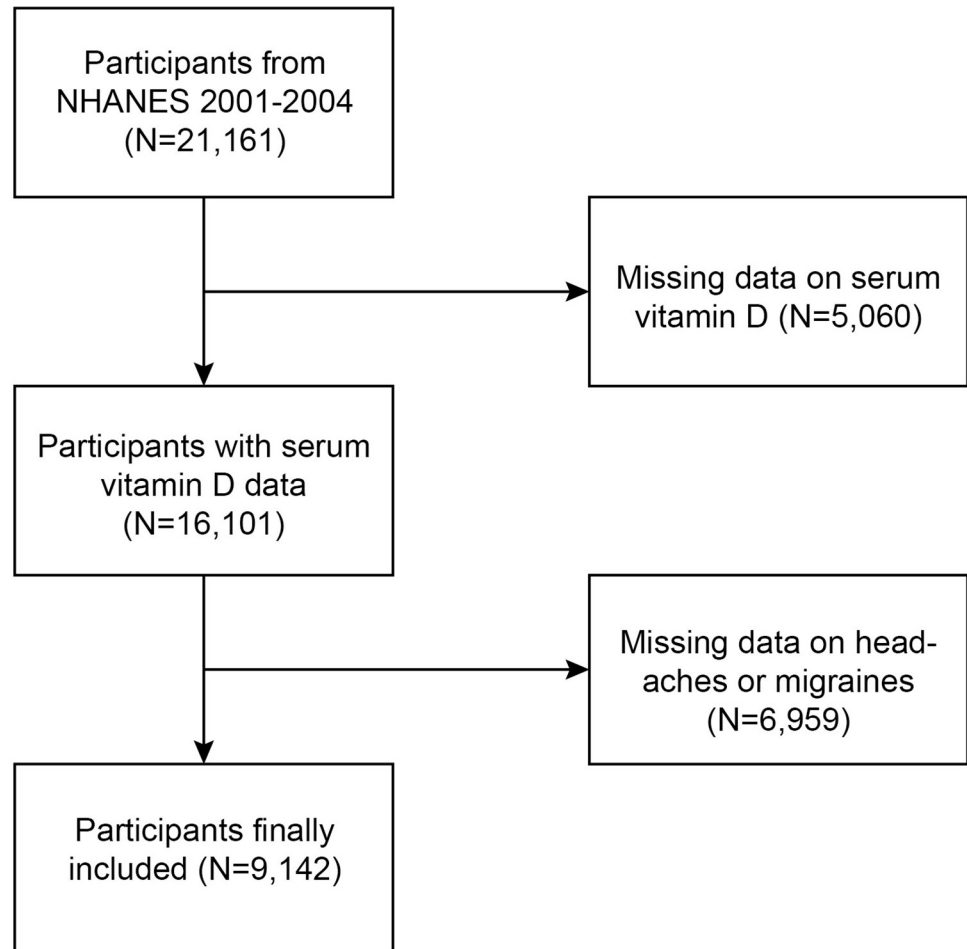 Participants from
NHANES 2001-2004
(N=21,161)
Missing data on serum
vitamin D (N=5,060)
Participants with serum
vitamin D data
(N=16,101)
Missing data on head-
aches or migraines
(N=6,959)
Participants finally
included (N=9,142)